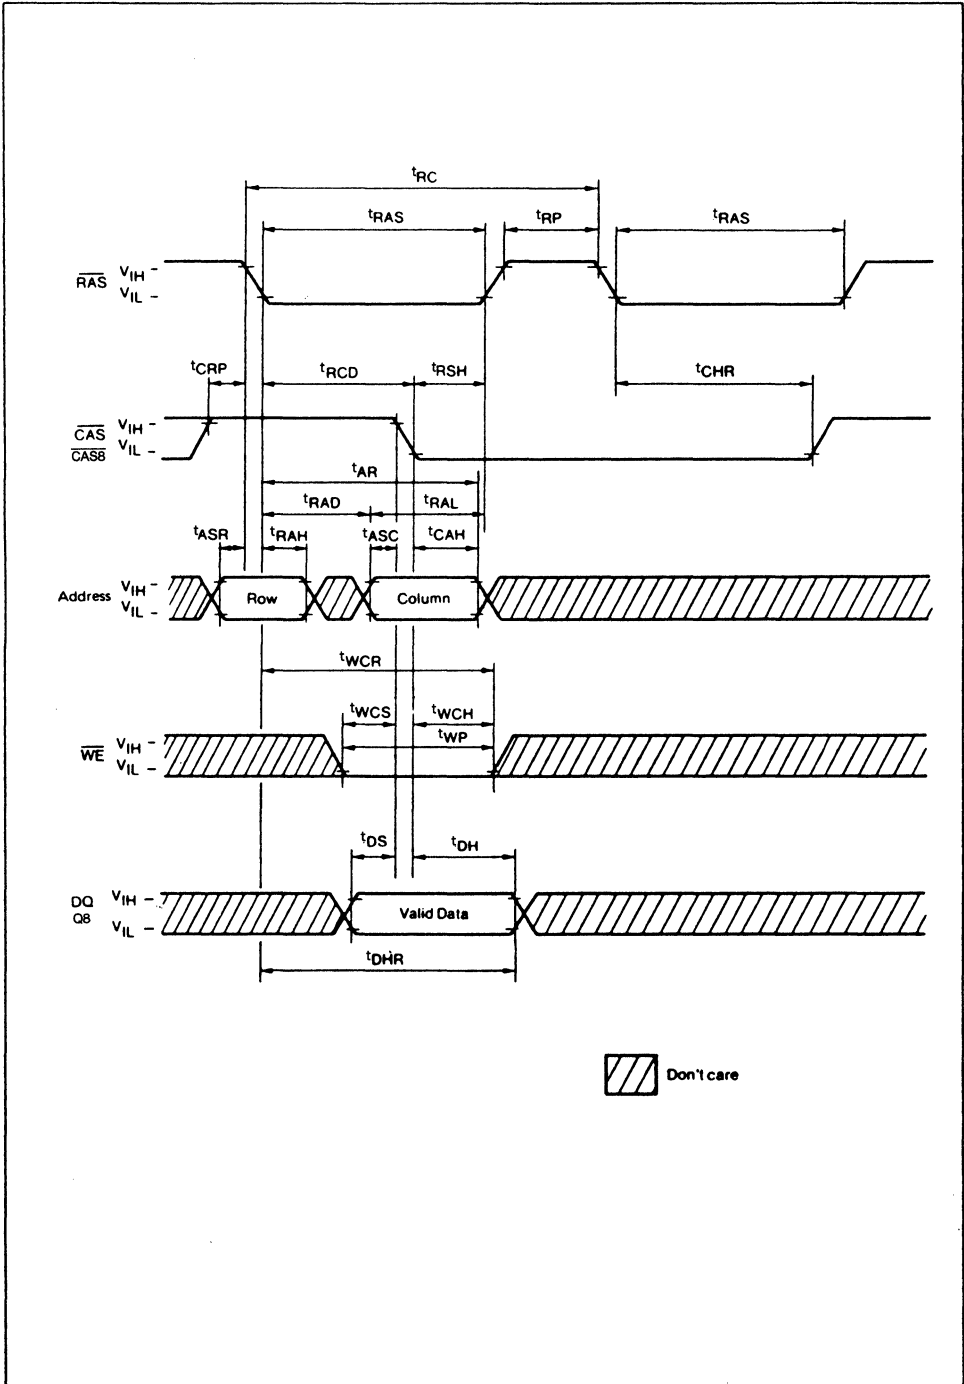 tRC
tRAS tRP tRAS
RAS VIH
VIL
tCRP tRCD tRSH tCHR
CAS VIH
CAS8 VIL
tAR
tRAD tRAL
tASR tRAH tASC tCAH
Address VIH
VIL
Row Column
tWCR
tWCS tWCH
tWP
WE VIH
VIL
tDS tDH
DQ VIH
Q8 VIL
Valid Data
tDHR
Don't care